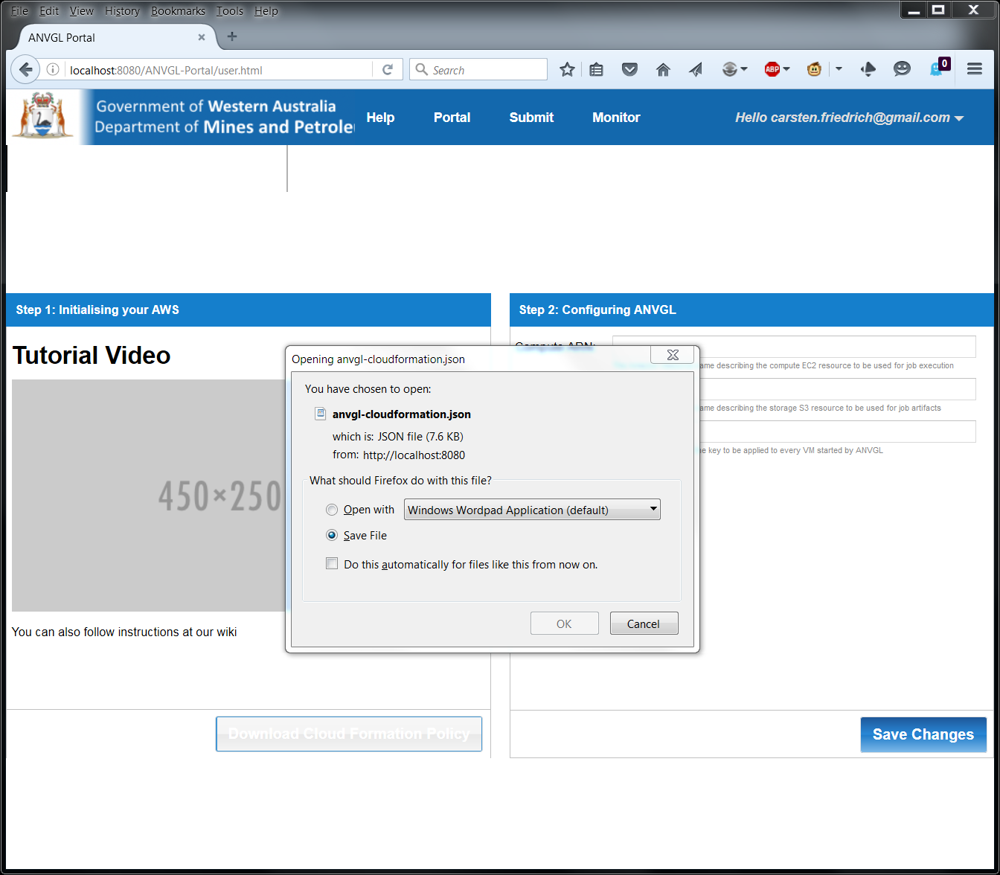 File Edit View History Bookmarks Tools Help
ANVGL Portal
localhost:8080/ANVGL-Portal/user.html
Search
ABP
0
Government of Western Australia
Department of Mines and Petrole
Help Portal Submit Monitor
Hello carsten.friedrich@gmail.com
Step 1: Initialising your AWS
Step 2: Configuring ANVGL
Tutorial Video
Compute ARN:
ame describing the compute EC2 resource to be used for job execution
ame describing the storage S3 resource to be used for job artifacts
e key to be applied to every VM started by ANVGL
450×250
Opening anvgl-cloudformation.json
You have chosen to open:
anvgl-cloudformation.json
which is: JSON file (7.6 KB)
from: http://localhost:8080
What should Firefox do with this file?
Open with Windows Wordpad Application (default)
Save File
Do this automatically for files like this from now on.
OK Cancel
You can also follow instructions at our wiki
Download Cloud Formation Policy
Save Changes